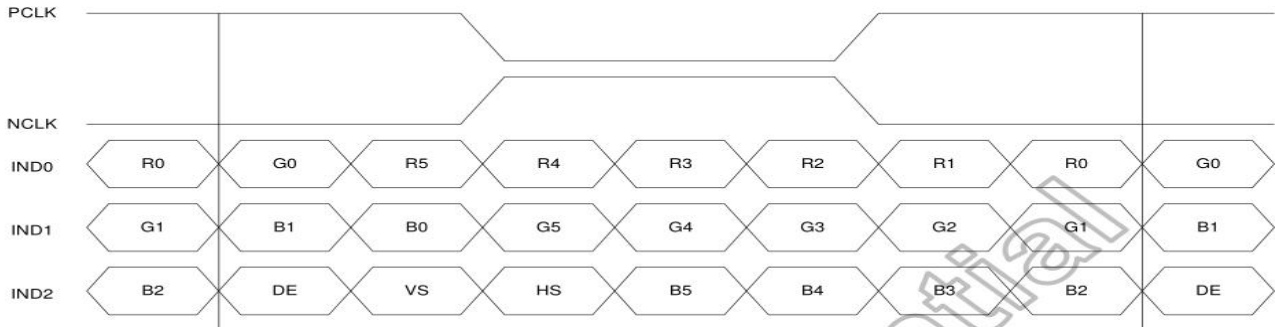 PCLK
NCLK
IND0 R0 G0 R5 R4 R3 R2 R1 R0 G0
IND1 G1 B1 B0 G5 G4 G3 G2 G1 B1
IND2 B2 DE VS HS B5 B4 B3 B2 DE
tial